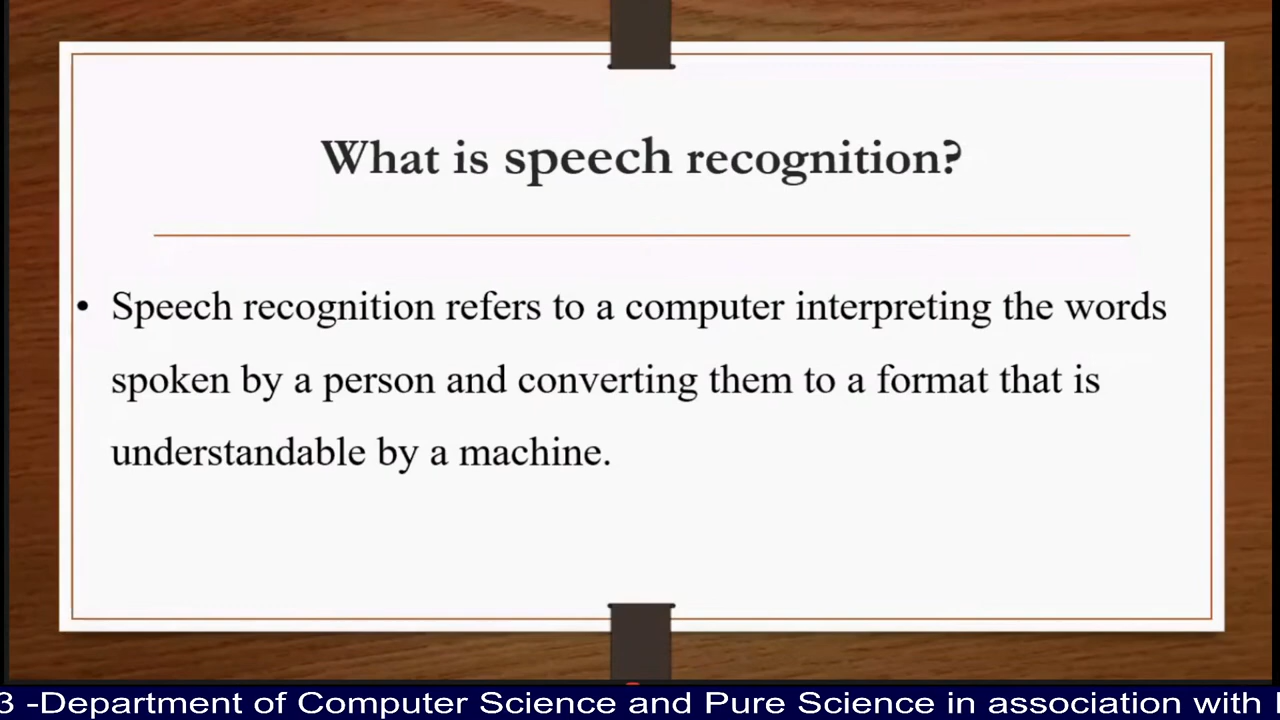 What is speech recognition?
• Speech recognition refers to a computer interpreting the words
spoken by a person and converting them to a format that is
understandable by a machine.
3 -Department of Computer Science and Pure Science in association with